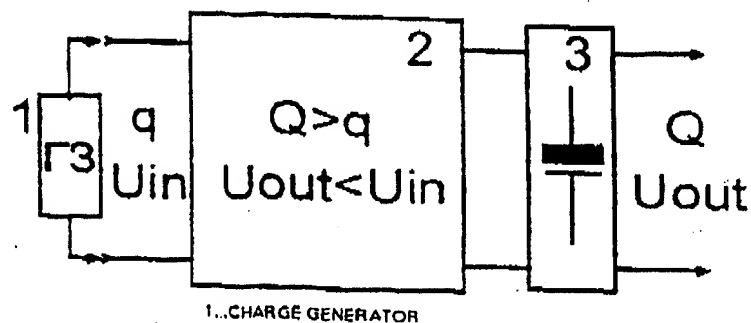 1
ГЗ
q
Uin
2
Q>q
Uout<Uin
3
Q
Uout
1...CHARGE GENERATOR